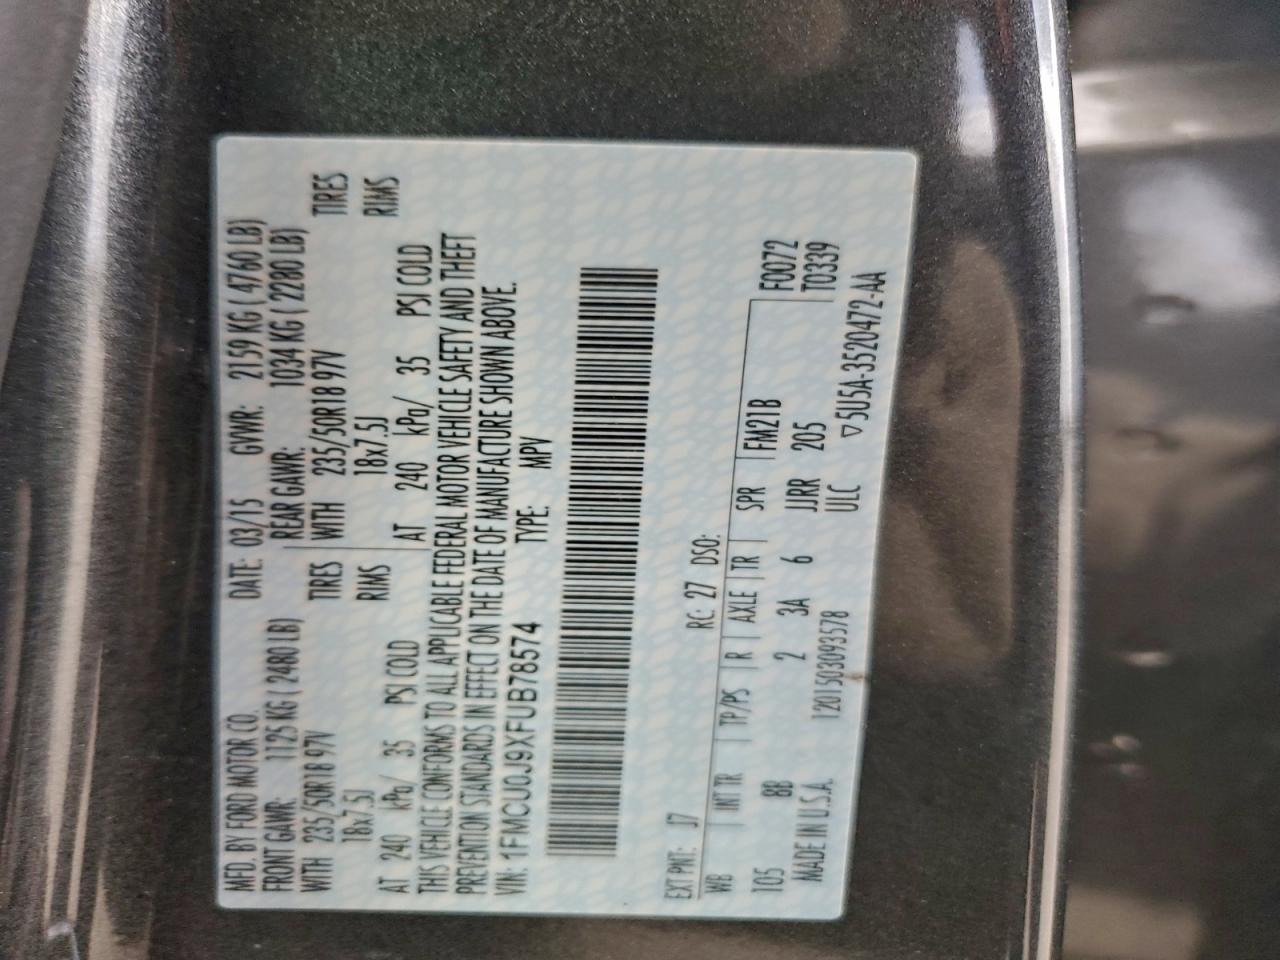 MFD. BY FORD MOTOR CO.
DATE: 03/15 GVWR: 2159 KG ( 4760 LB)
FRONT GAWR: 1125 KG ( 2480 LB)
REAR GAWR: 1034 KG ( 2280 LB)
WITH 235/50R18 97V TIRES
WITH 235/50R18 97V TIRES
18x7.5J RIMS
18x7.5J RIMS
AT 240 kPa/ 35 PSI COLD
AT 240 kPa/ 35 PSI COLD
THIS VEHICLE CONFORMS TO ALL APPLICABLE FEDERAL MOTOR VEHICLE SAFETY AND THEFT
PREVENTION STANDARDS IN EFFECT ON THE DATE OF MANUFACTURE SHOWN ABOVE.
VIN: 1FMCU0J9XFUB78574 TYPE: MPV
EXT PNT: J7 RC: 27 DSO:
WB INT TR TP/PS R AXLE TR SPR FM21B F0072
105 8B 2 3A 6 JJRR 205 T0339
MADE IN U.S.A. 1201503093578 ULC ▽5U5A-3520472-AA